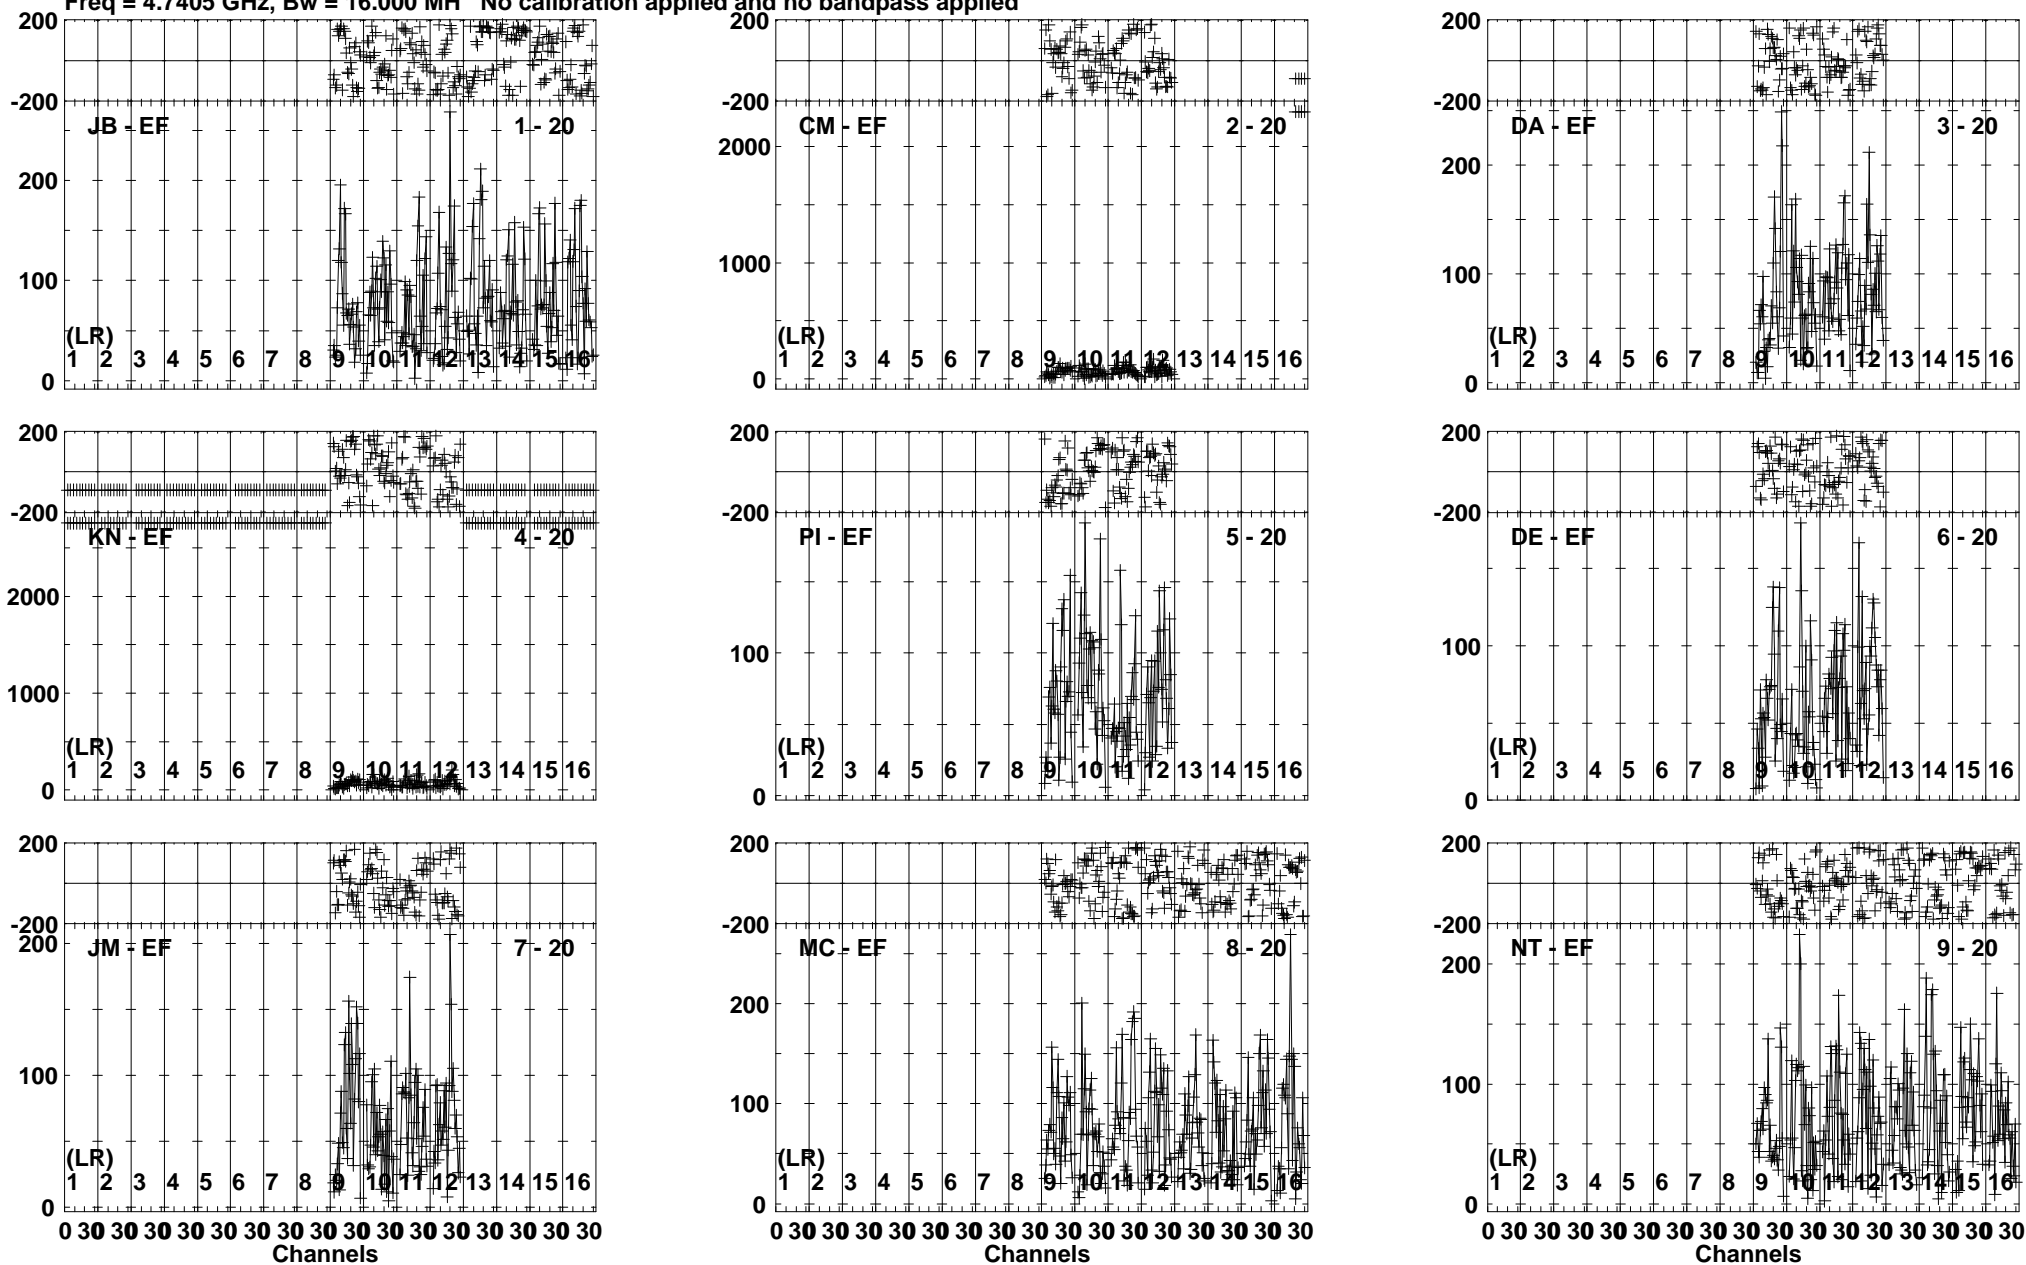 Freq = 4.7405 GHz, Bw = 16.000 MH No calibration applied and no bandpass applied
200
-200
JB - EF 1 - 20
200
100
(LR)
1 2 3 4 5 6 7 8 9 10 11 12 13 14 15 16
0
200
-200
CM - EF 2 - 20
2000
1000
(LR)
1 2 3 4 5 6 7 8 9 10 11 12 13 14 15 16
0
200
-200
DA - EF 3 - 20
200
100
(LR)
1 2 3 4 5 6 7 8 9 10 11 12 13 14 15 16
0
200
-200
KN - EF 4 - 20
2000
1000
(LR)
1 2 3 4 5 6 7 8 9 10 11 12 13 14 15 16
0
200
-200
PI - EF 5 - 20
100
(LR)
1 2 3 4 5 6 7 8 9 10 11 12 13 14 15 16
0
200
-200
DE - EF 6 - 20
100
(LR)
1 2 3 4 5 6 7 8 9 10 11 12 13 14 15 16
0
200
-200
200
JM - EF 7 - 20
100
(LR)
1 2 3 4 5 6 7 8 9 10 11 12 13 14 15 16
0
0 30 30 30 30 30 30 30 30 30 30 30 30 30 30 30 30
Channels
200
-200
MC - EF 8 - 20
200
100
(LR)
1 2 3 4 5 6 7 8 9 10 11 12 13 14 15 16
0
0 30 30 30 30 30 30 30 30 30 30 30 30 30 30 30 30
Channels
200
-200
NT - EF 9 - 20
200
100
(LR)
1 2 3 4 5 6 7 8 9 10 11 12 13 14 15 16
0
0 30 30 30 30 30 30 30 30 30 30 30 30 30 30 30 30
Channels